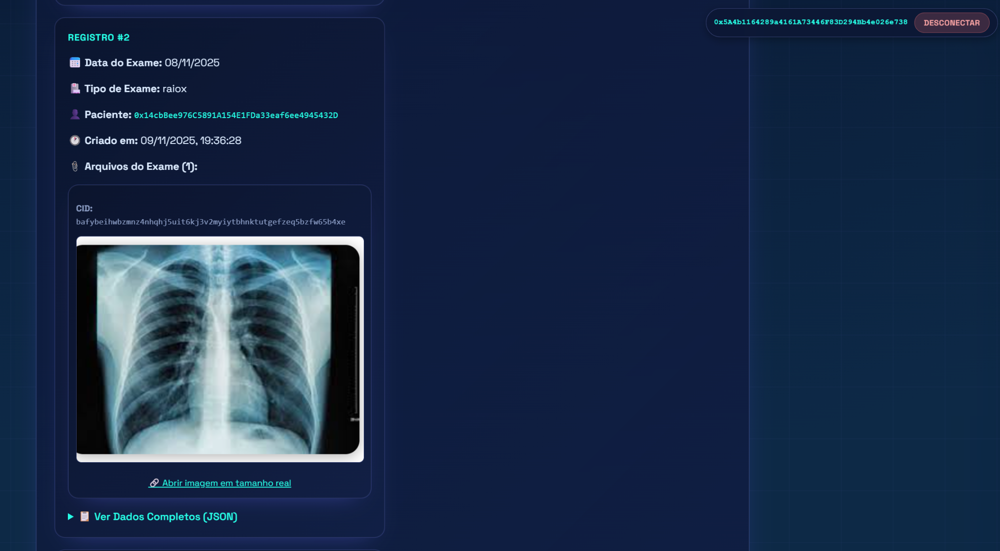 0x5A4b1164289a4161A73446F83D294Bb4e026e738
DESCONECTAR
REGISTRO #2
Data do Exame: 08/11/2025
Tipo de Exame: raiox
Paciente: 0x14cbBee976C5891A154E1FDa33eaf6ee4945432D
Criado em: 09/11/2025, 19:36:28
Arquivos do Exame (1):
CID:
bafybeihwbzmnz4nhqhj5uit6kj3v2myiytbhnktutgefzeq5bzfw65b4xe
Abrir imagem em tamanho real
Ver Dados Completos (JSON)